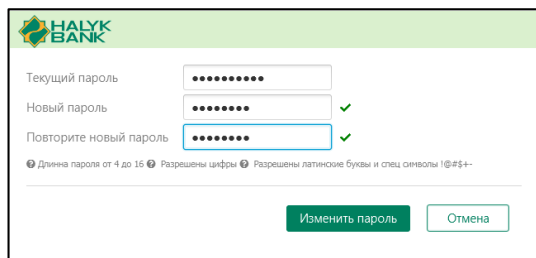 HALYK
BANK
Текущий пароль ••••••••••
Новый пароль ••••••••
Повторите новый пароль ••••••••
Длинна пароля от 4 до 16 Разрешены цифры Разрешены латинские буквы и спец символы !@#$+-
Изменить пароль Отмена